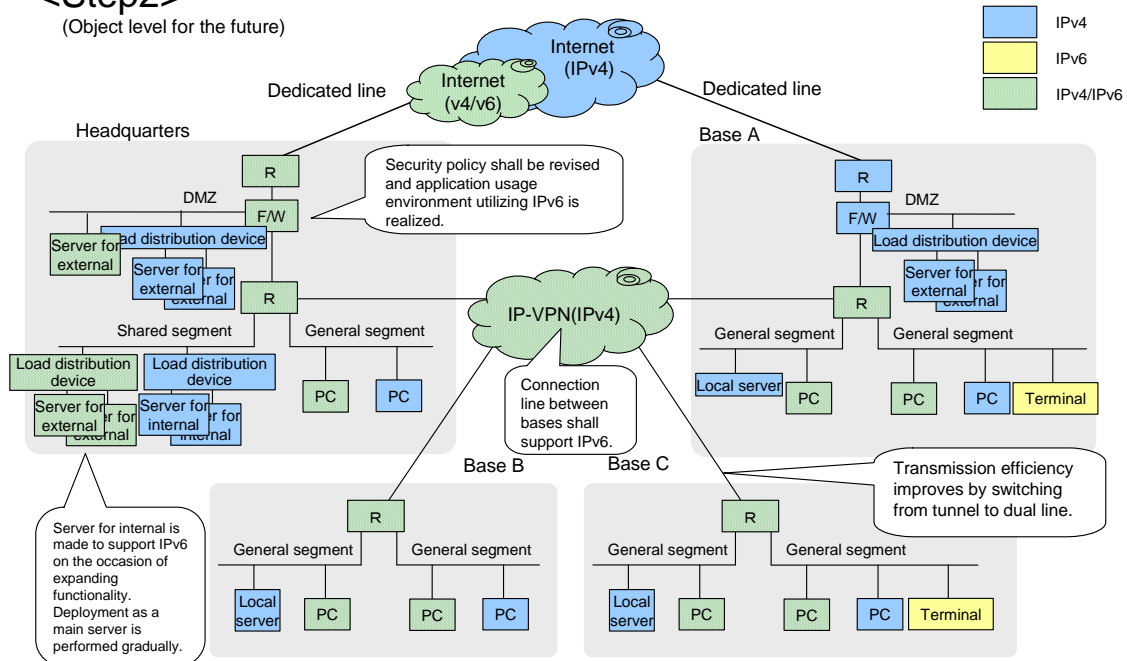 <Step2>
(Object level for the future)
IPv4
IPv6
IPv4/IPv6
Internet
(IPv4)
Internet
(v4/v6)
Dedicated line
Dedicated line
Headquarters
R
DMZ
F/W
Server for
external
Load distribution device
Server for
external
Server for
external
R
Security policy shall be revised
and application usage
environment utilizing IPv6 is
realized.
Shared segment
General segment
Load distribution
device
Load distribution
device
Server for
external
Server for
external
Server for
internal
Server for
internal
PC
PC
Server for internal is
made to support IPv6
on the occasion of
expanding
functionality.
Deployment as a
main server is
performed gradually.
IP-VPN(IPv4)
Connection
line between
bases shall
support IPv6.
Base A
R
F/W
DMZ
Load distribution device
Server for
external
Server for
external
R
General segment
General segment
Local server
PC
PC
PC
Terminal
Transmission efficiency
improves by switching
from tunnel to dual line.
Base B
R
General segment
General segment
Local
server
PC
PC
PC
Base C
R
General segment
General segment
Local
server
PC
PC
PC
Terminal